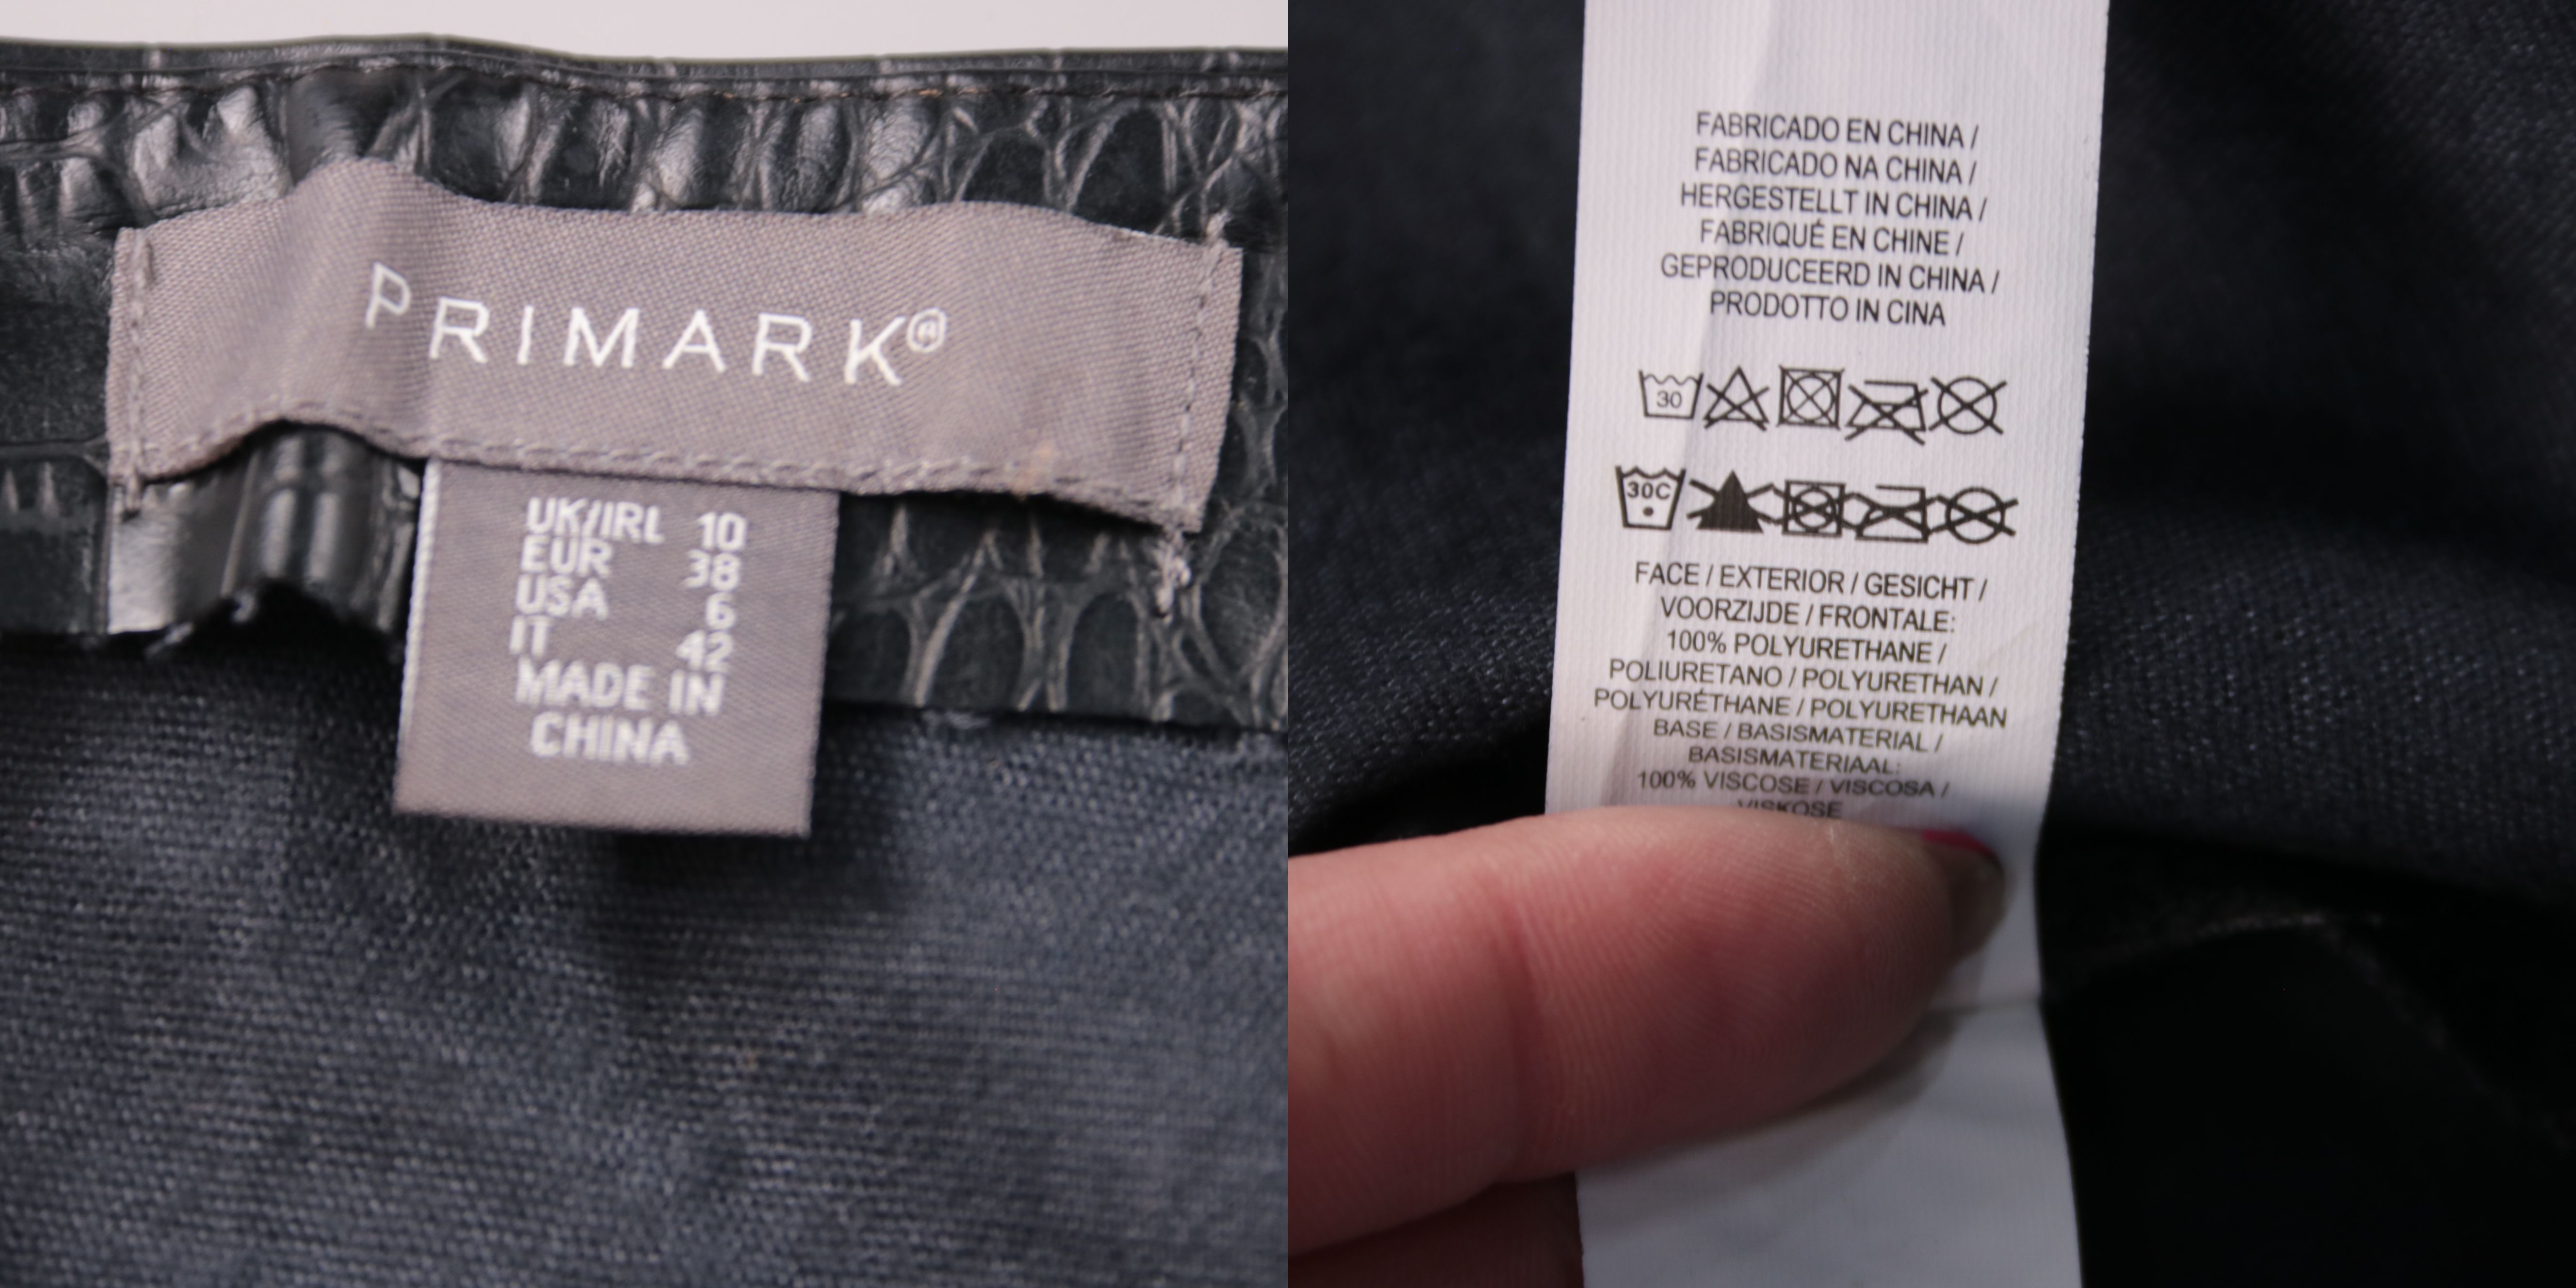 PRIMARK®
UK/IRL 10
EUR 38
USA 6
IT 42
MADE IN
CHINA
FABRICADO EN CHINA /
FABRICADO NA CHINA /
HERGESTELLT IN CHINA /
FABRIQUÉ EN CHINE /
GEPRODUCEERD IN CHINA /
PRODOTTO IN CINA
30
30C
FACE / EXTERIOR / GESICHT /
VOORZIJDE / FRONTALE:
100% POLYURETHANE /
POLIURETANO / POLYURETHAN /
POLYURÉTHANE / POLYURETHAAN
BASE / BASISMATERIAL /
BASISMATERIAAL:
100% VISCOSE / VISCOSA /
VISKOSE